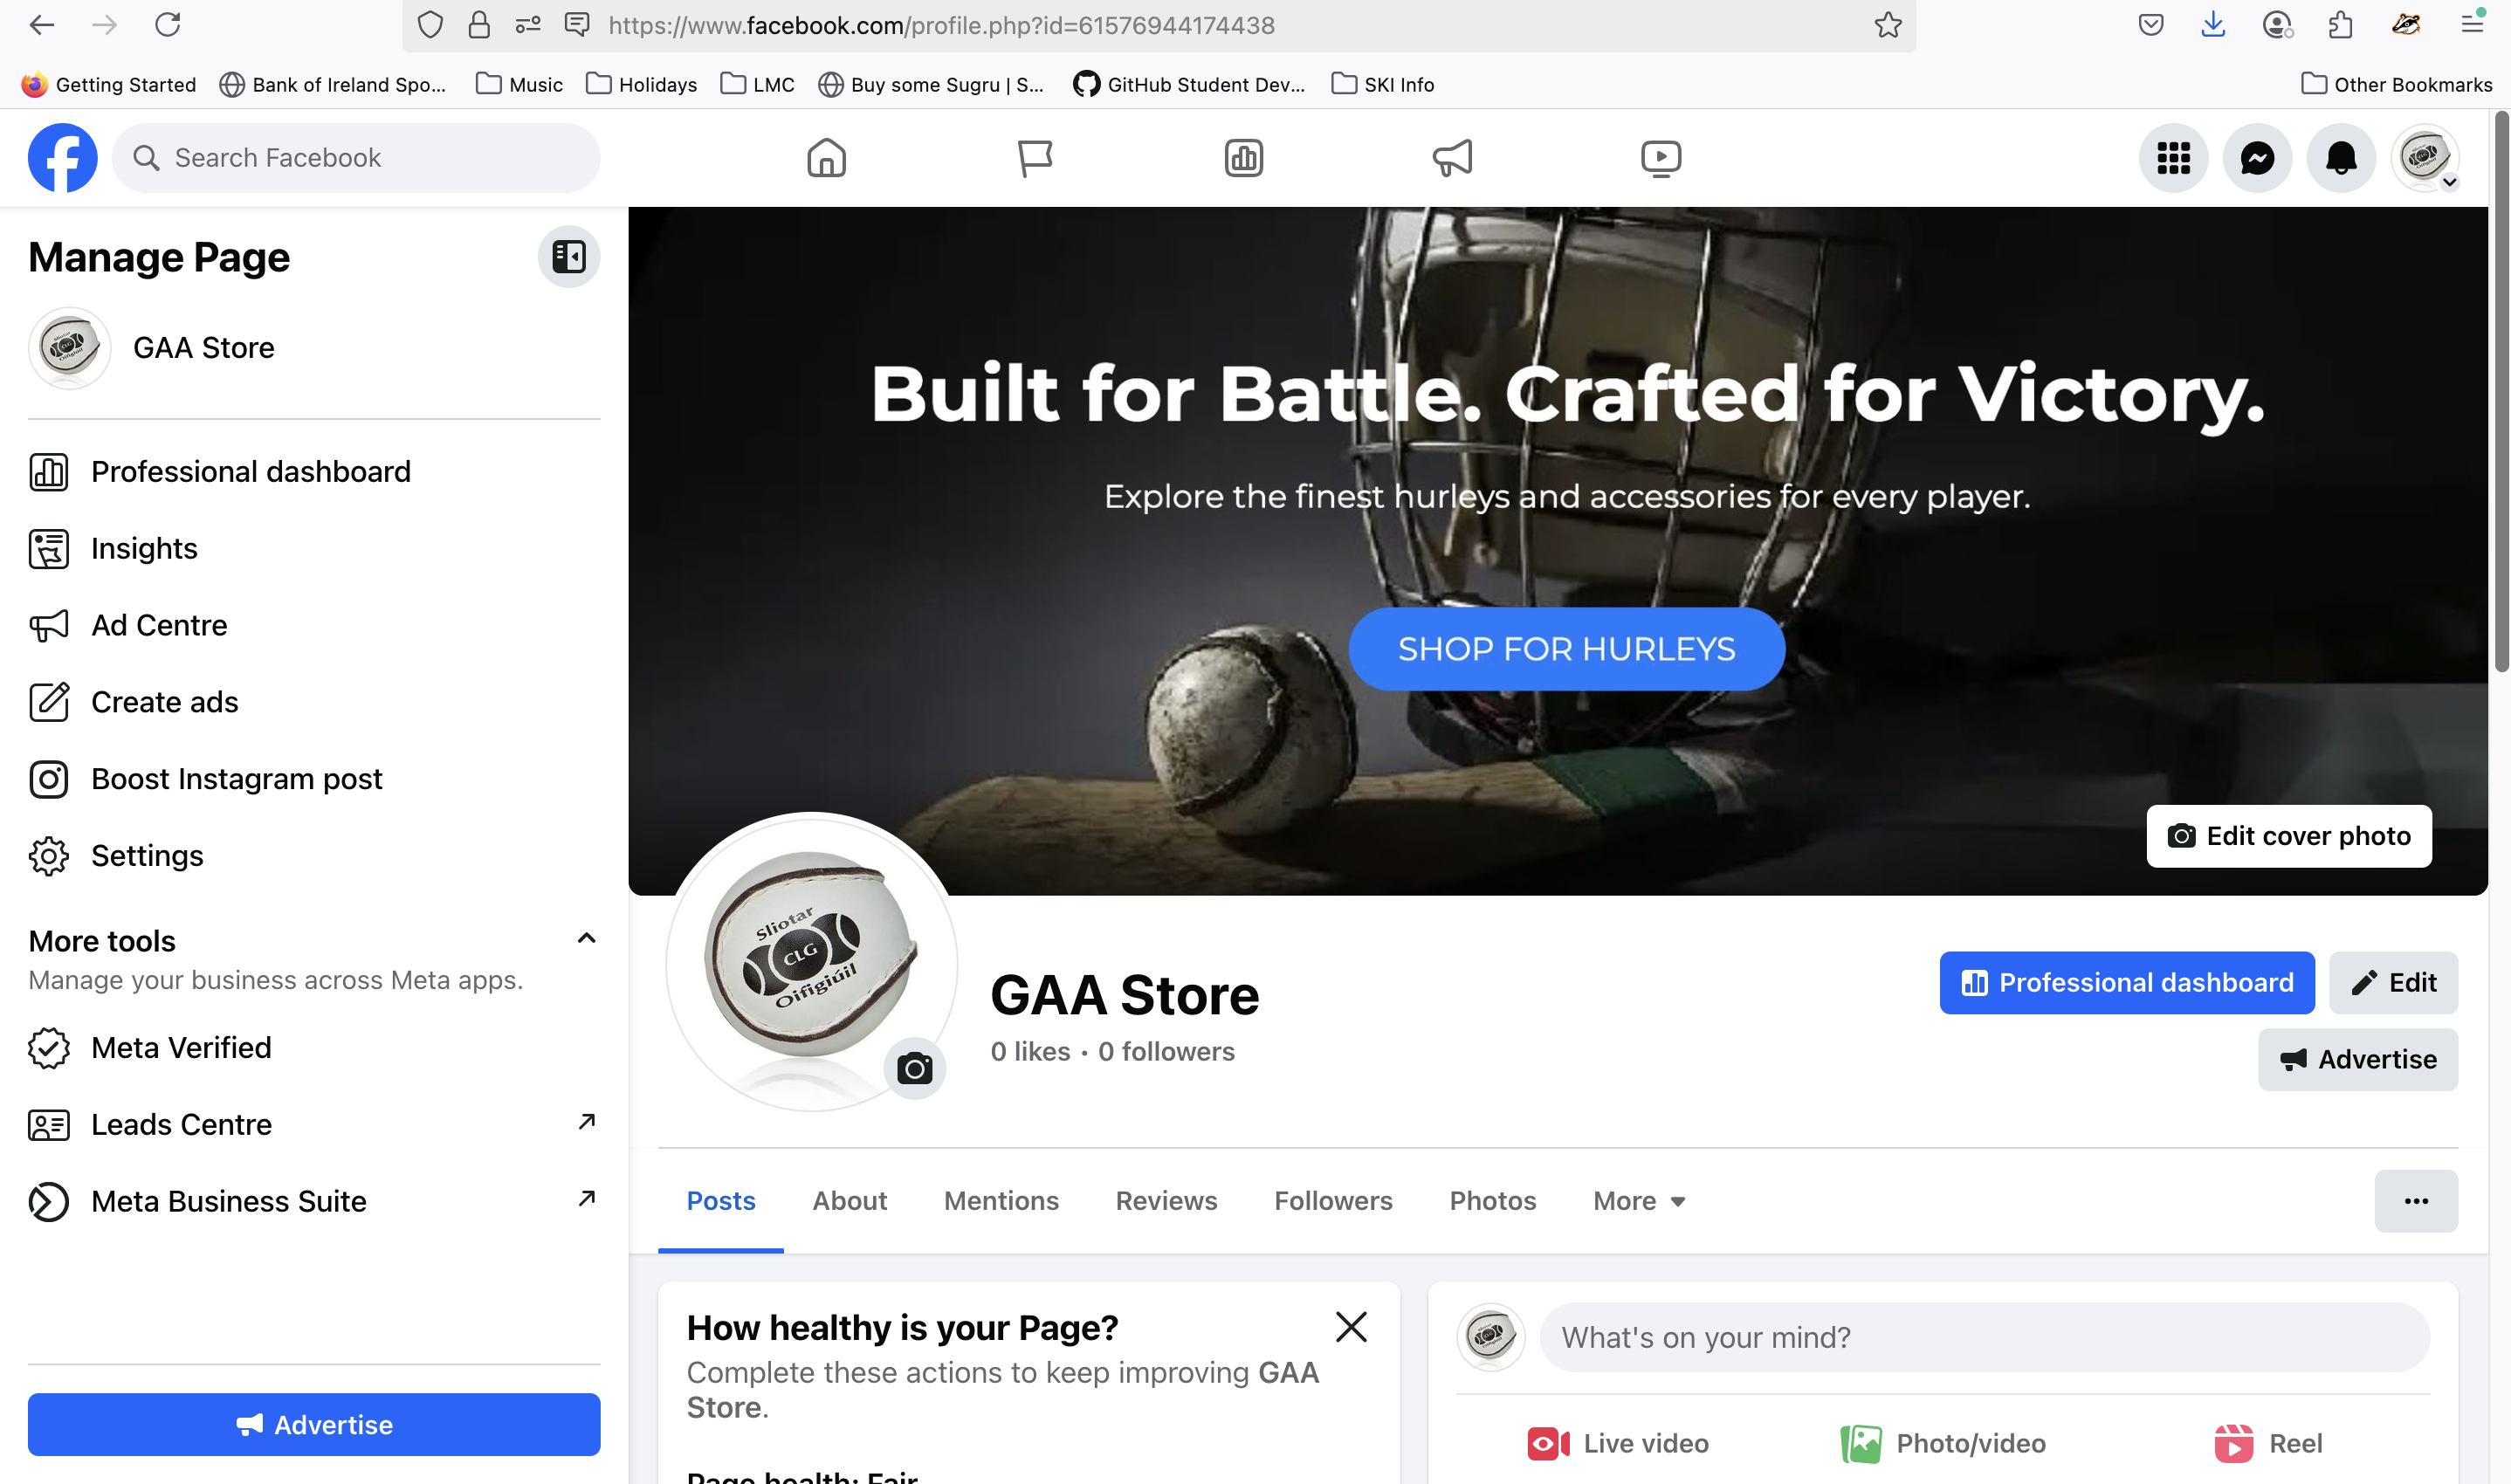 https://www.facebook.com/profile.php?id=61576944174438
Getting Started
Bank of Ireland Spo...
Music
Holidays
LMC
Buy some Sugru | S...
GitHub Student Dev...
SKI Info
Other Bookmarks
Search Facebook
Manage Page
GAA Store
Professional dashboard
Insights
Ad Centre
Create ads
Boost Instagram post
Settings
More tools
Manage your business across Meta apps.
Meta Verified
Leads Centre
Meta Business Suite
Advertise
Built for Battle. Crafted for Victory.
Explore the finest hurleys and accessories for every player.
SHOP FOR HURLEYS
Edit cover photo
Sliotar
CLG
Oifigiúil
GAA Store
0 likes • 0 followers
Professional dashboard
Edit
Advertise
Posts
About
Mentions
Reviews
Followers
Photos
More
How healthy is your Page?
Complete these actions to keep improving GAA
Store.
Page health: Fair
What's on your mind?
Live video
Photo/video
Reel